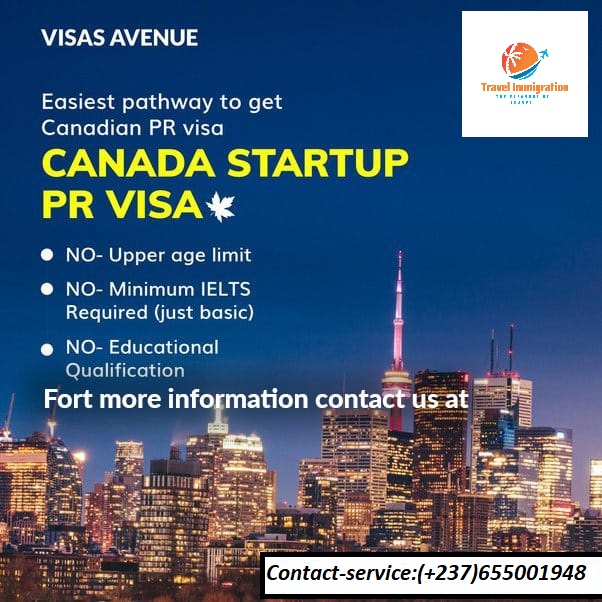 VISAS AVENUE
Travel Immigration
Easiest pathway to get
Canadian PR visa
CANADA STARTUP
PR VISA
NO- Upper age limit
NO- Minimum IELTS
Required (just basic)
NO- Educational
Qualification
Fort more information contact us at
Contact-service:(+237)655001948